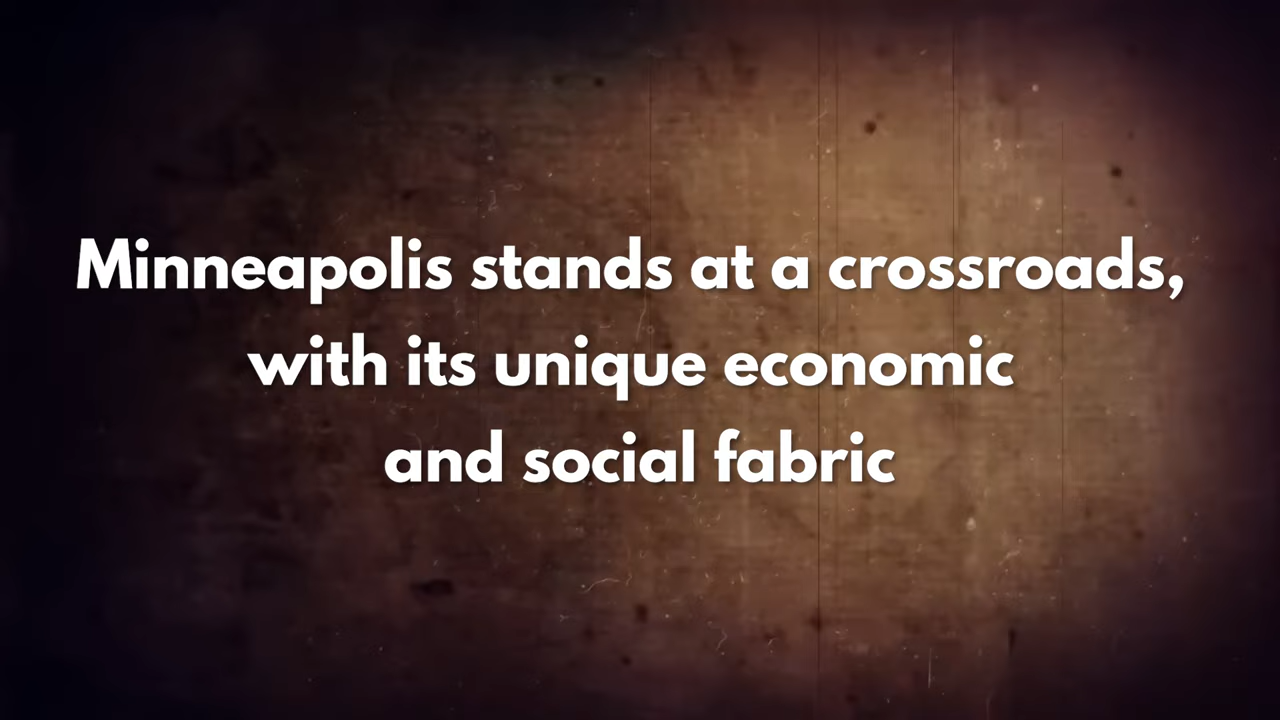 Minneapolis stands at a crossroads,
with its unique economic
and social fabric